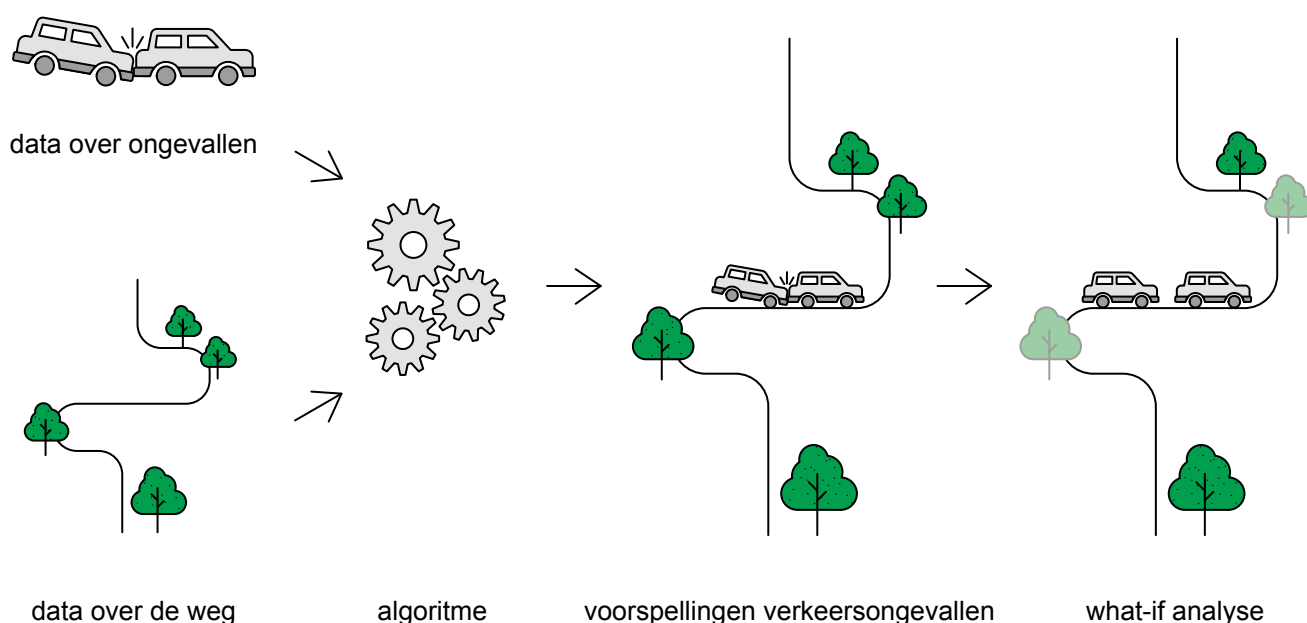 data over ongevallen
data over de weg
algoritme
voorspellingen verkeersongevallen
what-if analyse